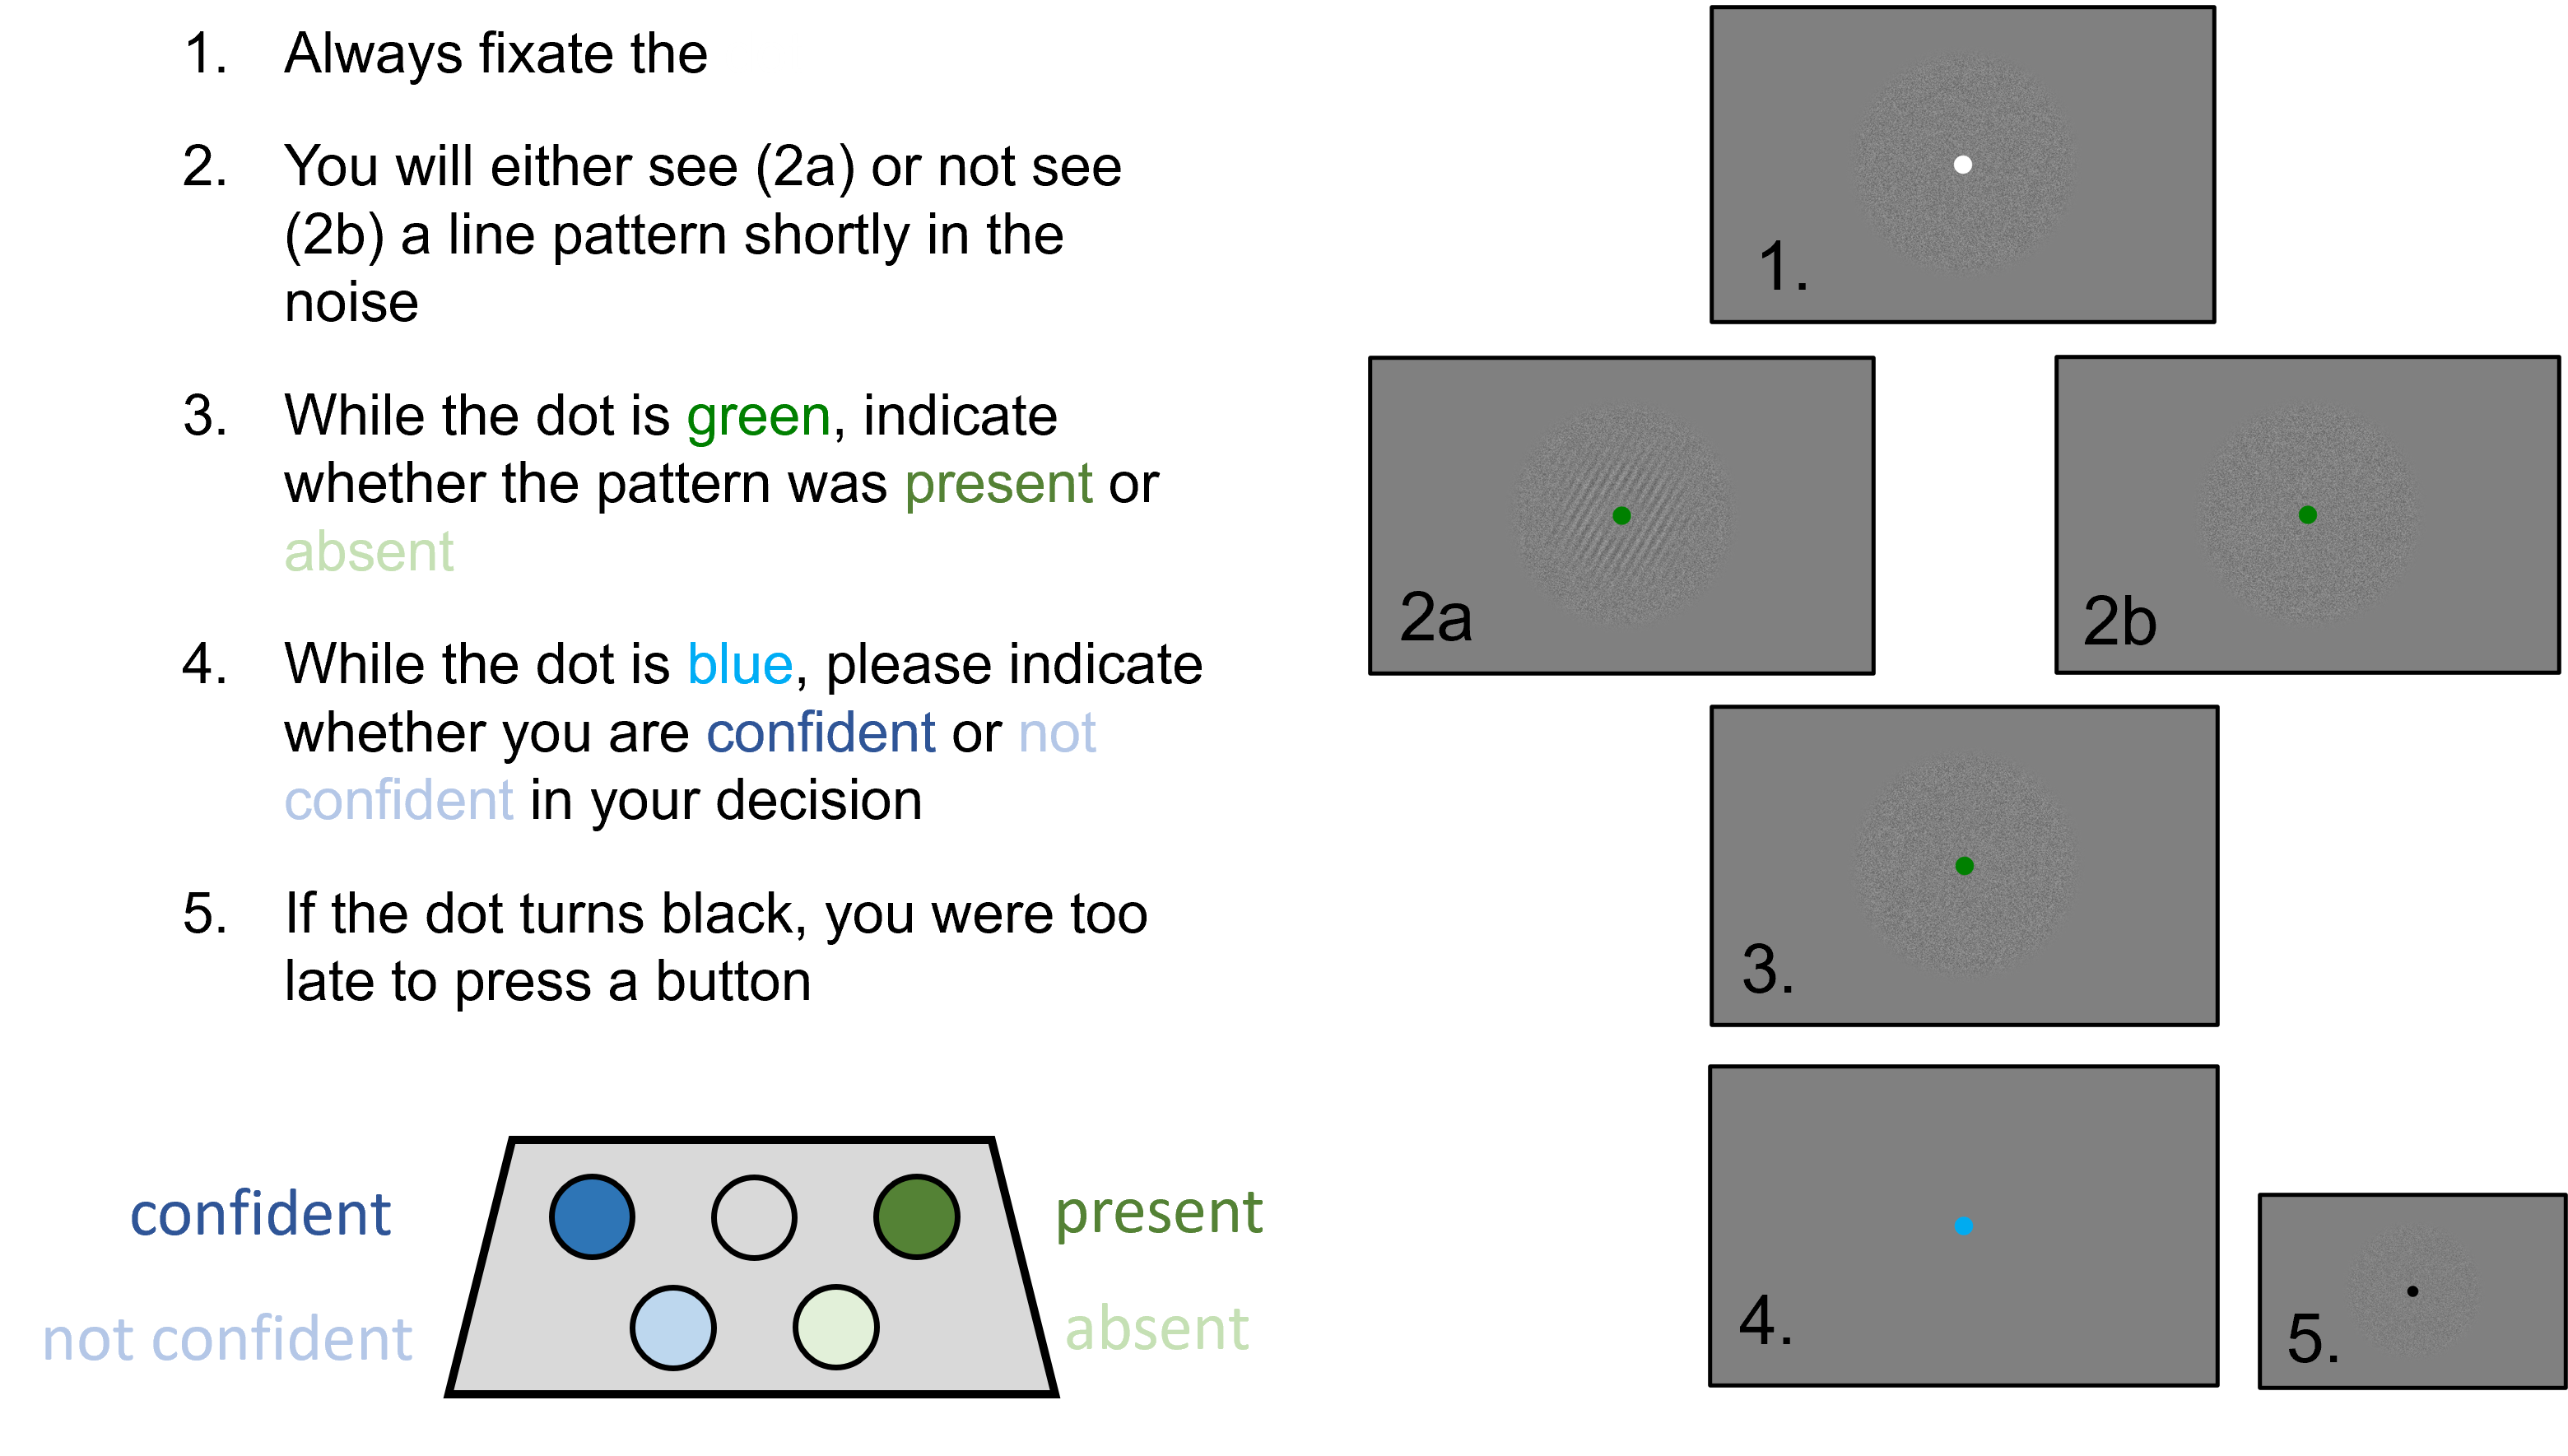 1. Always fixate the
2. You will either see (2a) or not see
(2b) a line pattern shortly in the
noise
3. While the dot is green, indicate
whether the pattern was present or
absent
4. While the dot is blue, please indicate
whether you are confident or not
confident in your decision
5. If the dot turns black, you were too
late to press a button
confident
not confident
present
absent
1.
2a
2b
3.
4.
5.